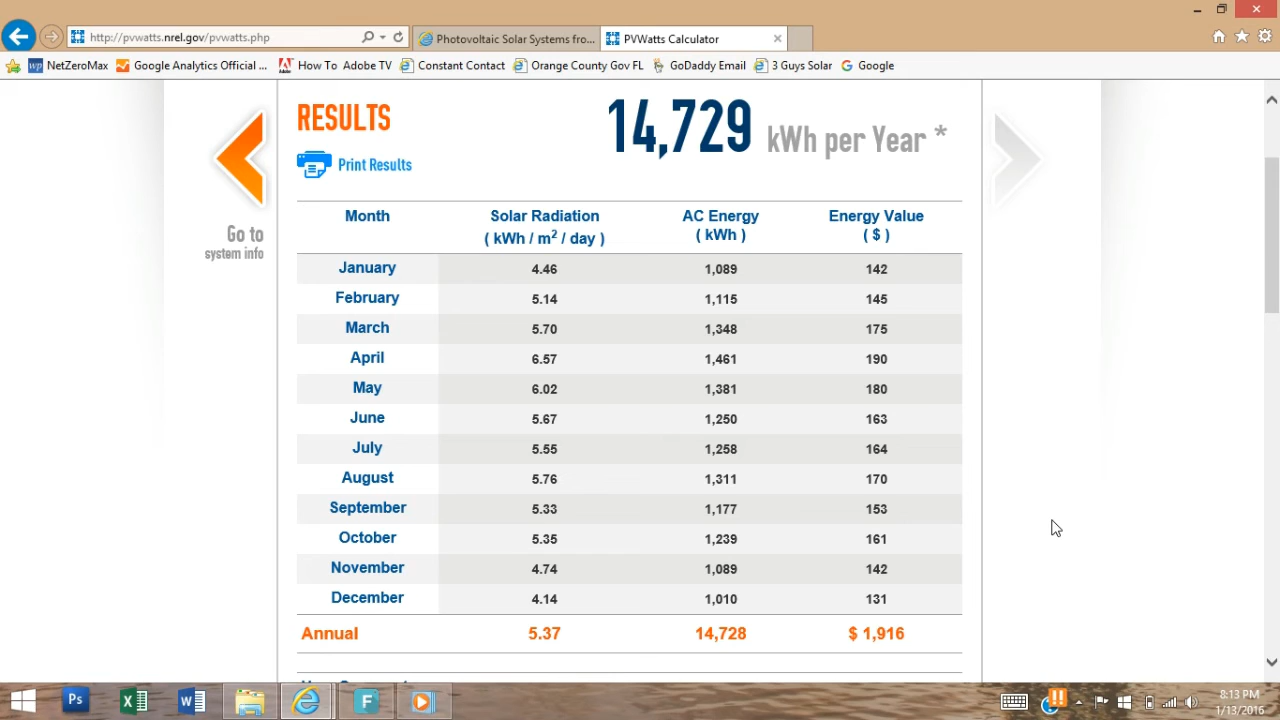 http://pvwatts.nrel.gov/pvwatts.php
Photovoltaic Solar Systems fro...
PVWatts Calculator
NetZeroMax
Google Analytics Official ...
How To Adobe TV
Constant Contact
Orange County Gov FL
GoDaddy Email
3 Guys Solar
Google
RESULTS
14,729 kWh per Year *
Print Results
Go to
system info
Month Solar Radiation AC Energy Energy Value
( kWh / m2 / day ) ( kWh ) ( $ )
January 4.46 1,089 142
February 5.14 1,115 145
March 5.70 1,348 175
April 6.57 1,461 190
May 6.02 1,381 180
June 5.67 1,250 163
July 5.55 1,258 164
August 5.76 1,311 170
September 5.33 1,177 153
October 5.35 1,239 161
November 4.74 1,089 142
December 4.14 1,010 131
Annual 5.37 14,728 $ 1,916
8:13 PM
1/13/2016